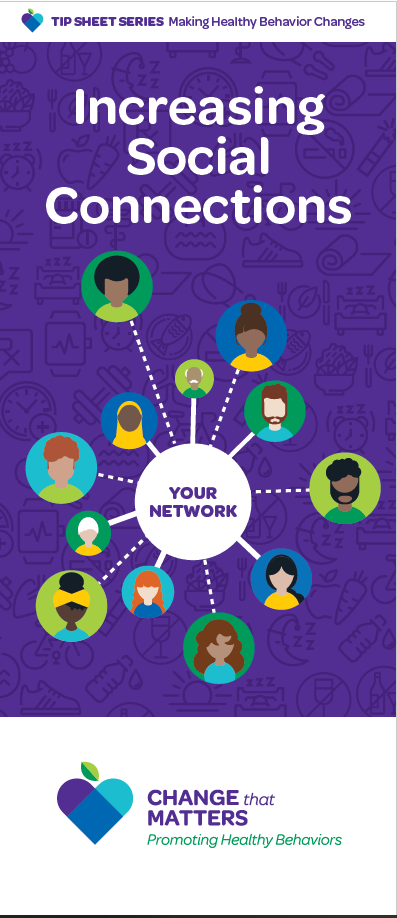 TIP SHEET SERIES Making Healthy Behavior Changes
Increasing
Social
Connections
YOUR
NETWORK
CHANGE that
MATTERS
Promoting Healthy Behaviors